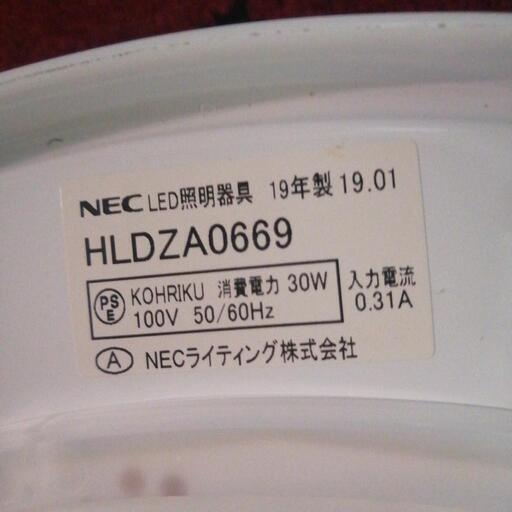 NEC LED照明器具 19年製 19.01
HLDZA0669
PSE KOHRIKU 消費電力 30W
100V 50/60Hz
入力電流
0.31A
A NECライティング株式会社